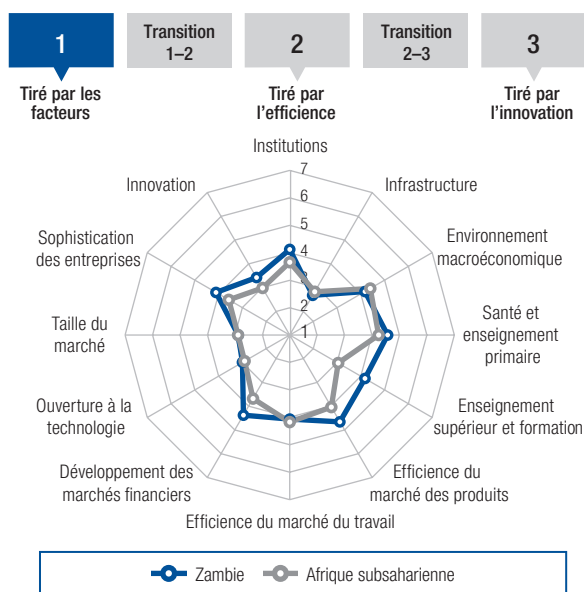 1
Transition
1–2
2
Transition
2–3
3
Tiré par les
facteurs
Tiré par
l'efficience
Tiré par
l'innovation
Institutions
7
6
5
4
3
2
1
Infrastructure
Environnement
macroéconomique
Santé et
enseignement
primaire
Enseignement
supérieur et formation
Efficience du
marché des produits
Efficience du marché du travail
Développement des
marchés financiers
Ouverture à la
technologie
Taille du
marché
Sophistication
des entreprises
Innovation
Zambie
Afrique subsaharienne